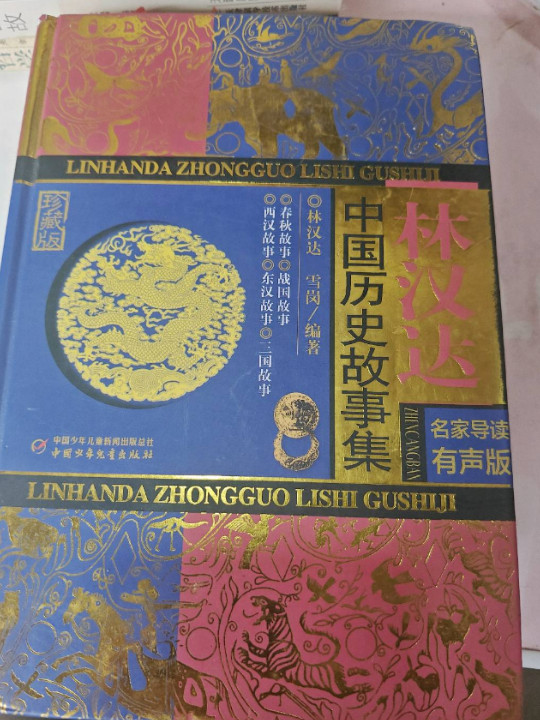 故
LINHANDA ZHONGGUO LISHI GUSHIJI
林汉达
中国历史故事集
◎林汉达 雪岗/编著
◎春秋故事◎战国故事
◎西汉故事◎东汉故事◎三国故事
珍藏版
ZHENCANGBAN
名家导读
有声版
中国少年儿童新闻出版总社
中国少年儿童出版社
LINHANDA ZHONGGUO LISHI GUSHIJI